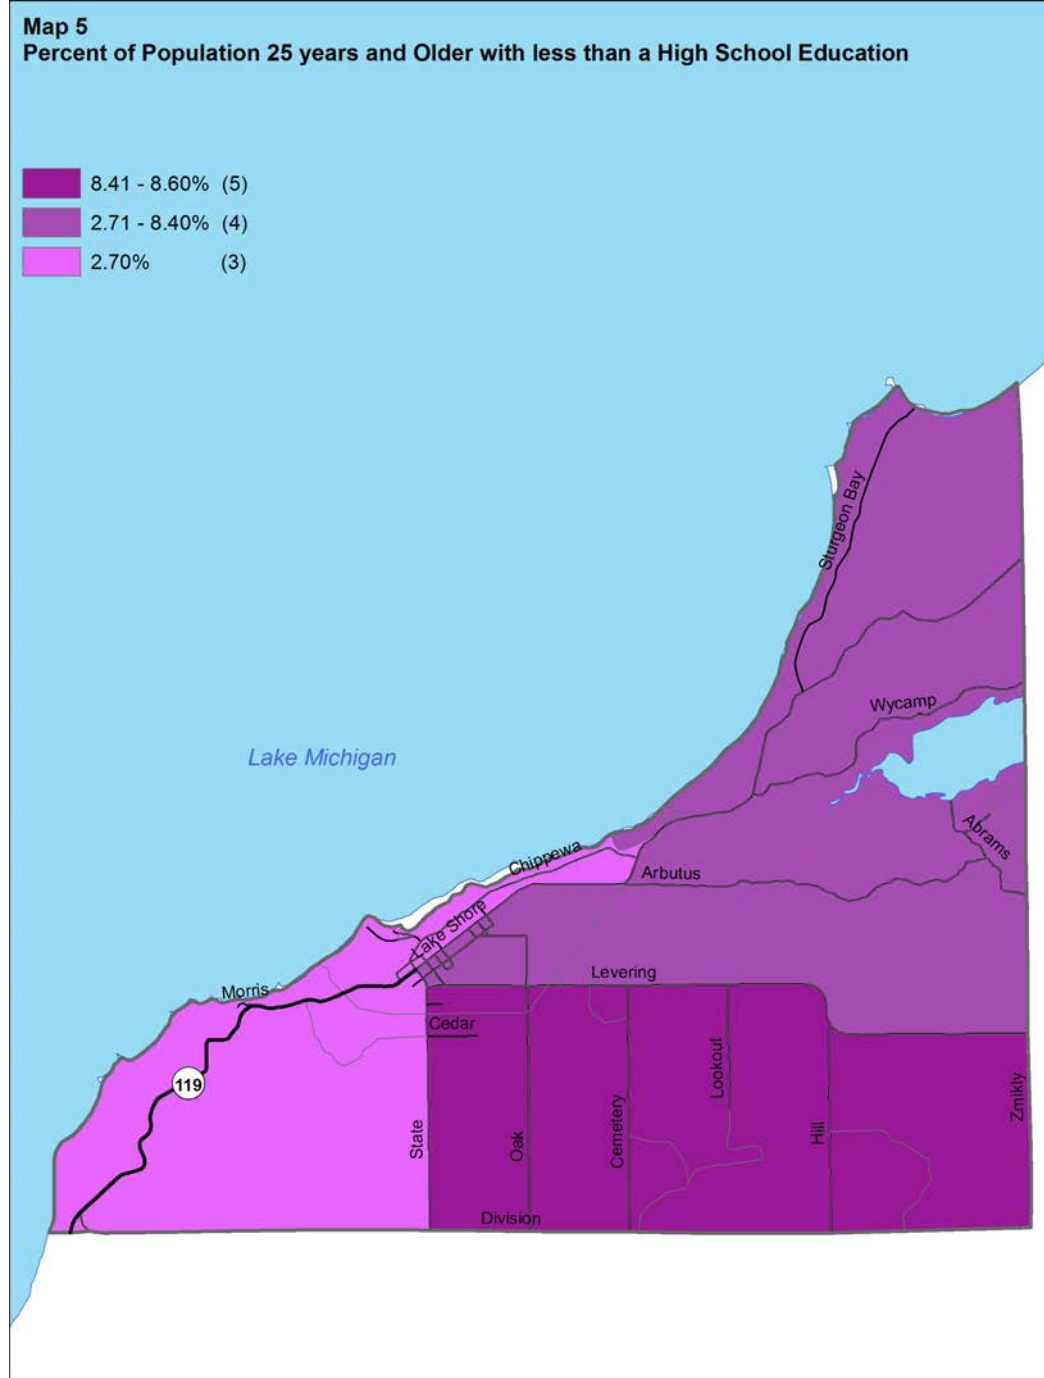 Map 5
Percent of Population 25 years and Older with less than a High School Education
8.41 - 8.60% (5)
2.71 - 8.40% (4)
2.70% (3)
Sturgeon Bay
Wycamp
Lake Michigan
Abrams
Chippewa
Arbutus
Lake Shore
Levering
Morris
Cedar
119
Lookout
Zmikly
State
Oak
Cemetery
Hill
Division